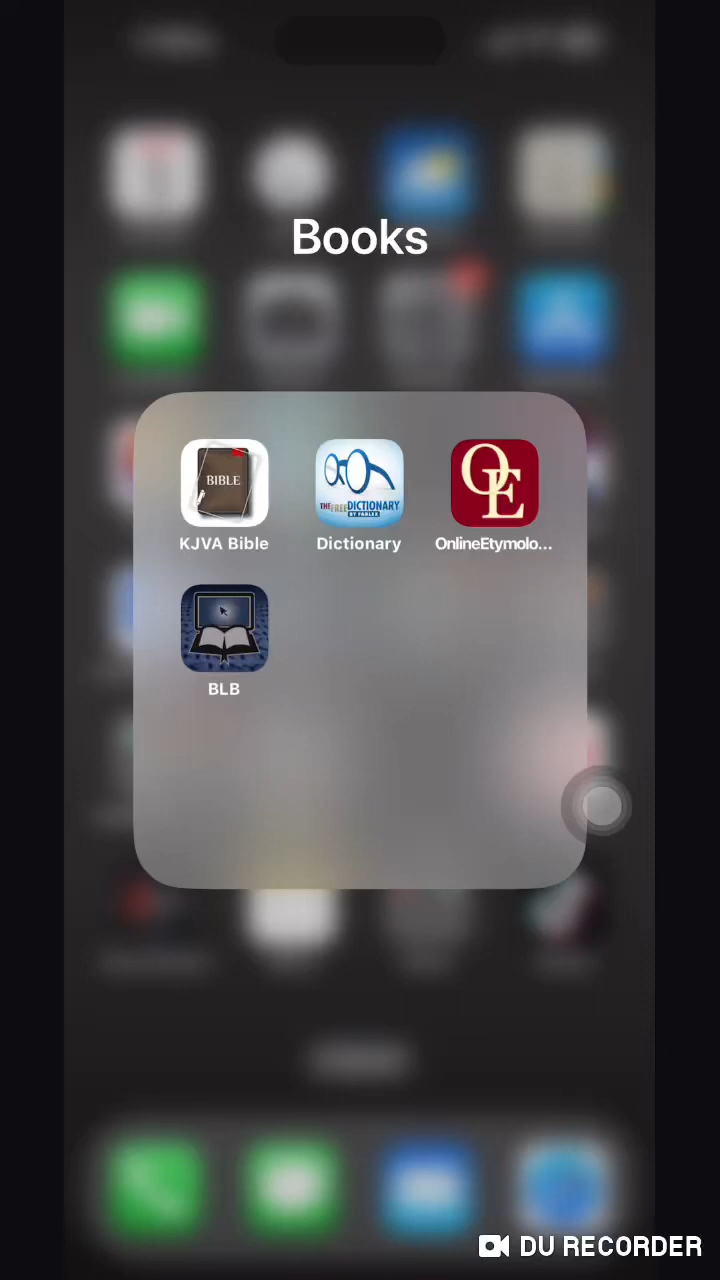 Books
BIBLE
THE FREE DICTIONARY
BY FARLEX
OE
KJVA Bible
Dictionary
OnlineEtymolo...
BLB
DU RECORDER